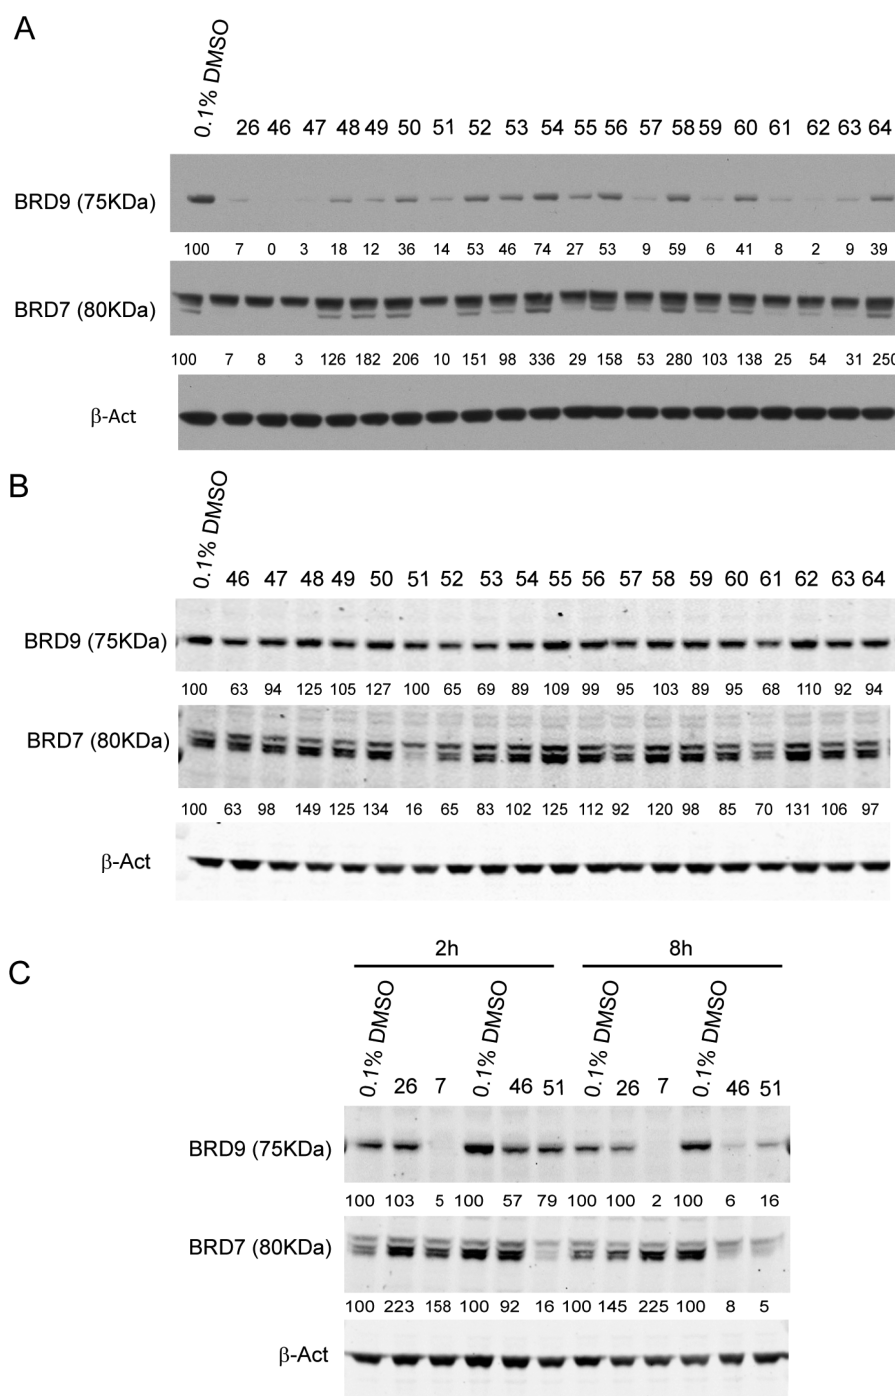 A
0.1% DMSO 26 46 47 48 49 50 51 52 53 54 55 56 57 58 59 60 61 62 63 64
BRD9 (75KDa)
100 7 0 3 18 12 36 14 53 46 74 27 53 9 59 6 41 8 2 9 39
BRD7 (80KDa)
100 7 8 3 126 182 206 10 151 98 336 29 158 53 280 103 138 25 54 31 250
β-Act
B
0.1% DMSO 46 47 48 49 50 51 52 53 54 55 56 57 58 59 60 61 62 63 64
BRD9 (75KDa)
100 63 94 125 105 127 100 65 69 89 109 99 95 103 89 95 68 110 92 94
BRD7 (80KDa)
100 63 98 149 125 134 16 65 83 102 125 112 92 120 98 85 70 131 106 97
β-Act
C
2h 8h
0.1% DMSO 26 7 0.1% DMSO 46 51 0.1% DMSO 26 7 0.1% DMSO 46 51
BRD9 (75KDa)
100 103 5 100 57 79 100 100 2 100 6 16
BRD7 (80KDa)
100 223 158 100 92 16 100 145 225 100 8 5
β-Act